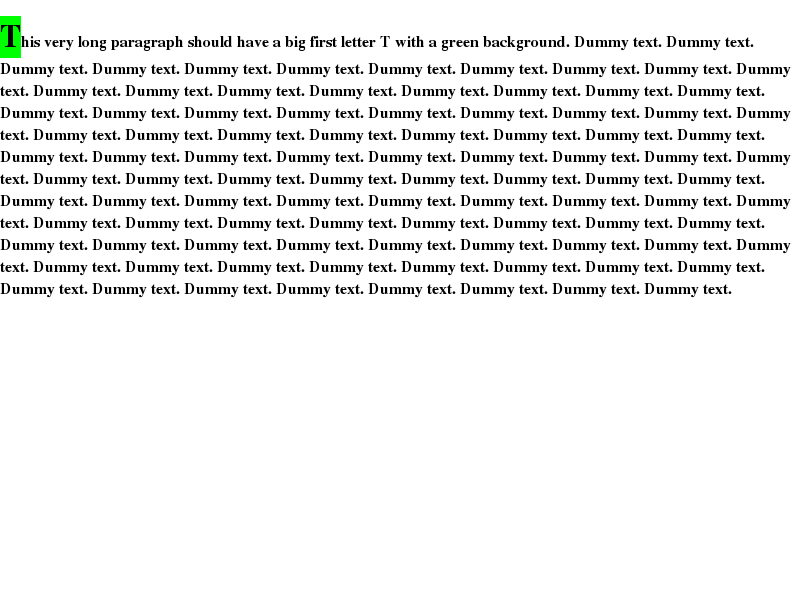 This very long paragraph should have a big first letter T with a green background. Dummy text. Dummy text.
Dummy text. Dummy text. Dummy text. Dummy text. Dummy text. Dummy text. Dummy text. Dummy text. Dummy
text. Dummy text. Dummy text. Dummy text. Dummy text. Dummy text. Dummy text. Dummy text. Dummy text.
Dummy text. Dummy text. Dummy text. Dummy text. Dummy text. Dummy text. Dummy text. Dummy text. Dummy
text. Dummy text. Dummy text. Dummy text. Dummy text. Dummy text. Dummy text. Dummy text. Dummy text.
Dummy text. Dummy text. Dummy text. Dummy text. Dummy text. Dummy text. Dummy text. Dummy text. Dummy
text. Dummy text. Dummy text. Dummy text. Dummy text. Dummy text. Dummy text. Dummy text. Dummy text.
Dummy text. Dummy text. Dummy text. Dummy text. Dummy text. Dummy text. Dummy text. Dummy text. Dummy
text. Dummy text. Dummy text. Dummy text. Dummy text. Dummy text. Dummy text. Dummy text. Dummy text.
Dummy text. Dummy text. Dummy text. Dummy text. Dummy text. Dummy text. Dummy text. Dummy text. Dummy
text. Dummy text. Dummy text. Dummy text. Dummy text. Dummy text. Dummy text. Dummy text. Dummy text.
Dummy text. Dummy text. Dummy text. Dummy text. Dummy text. Dummy text. Dummy text. Dummy text.